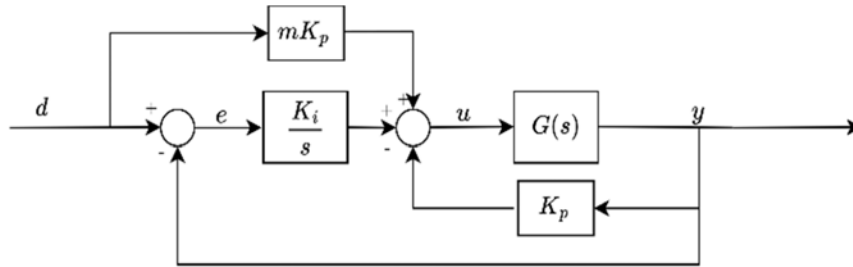 mK_p
d + e K_i/s + + - u G(s) y
-
K_p